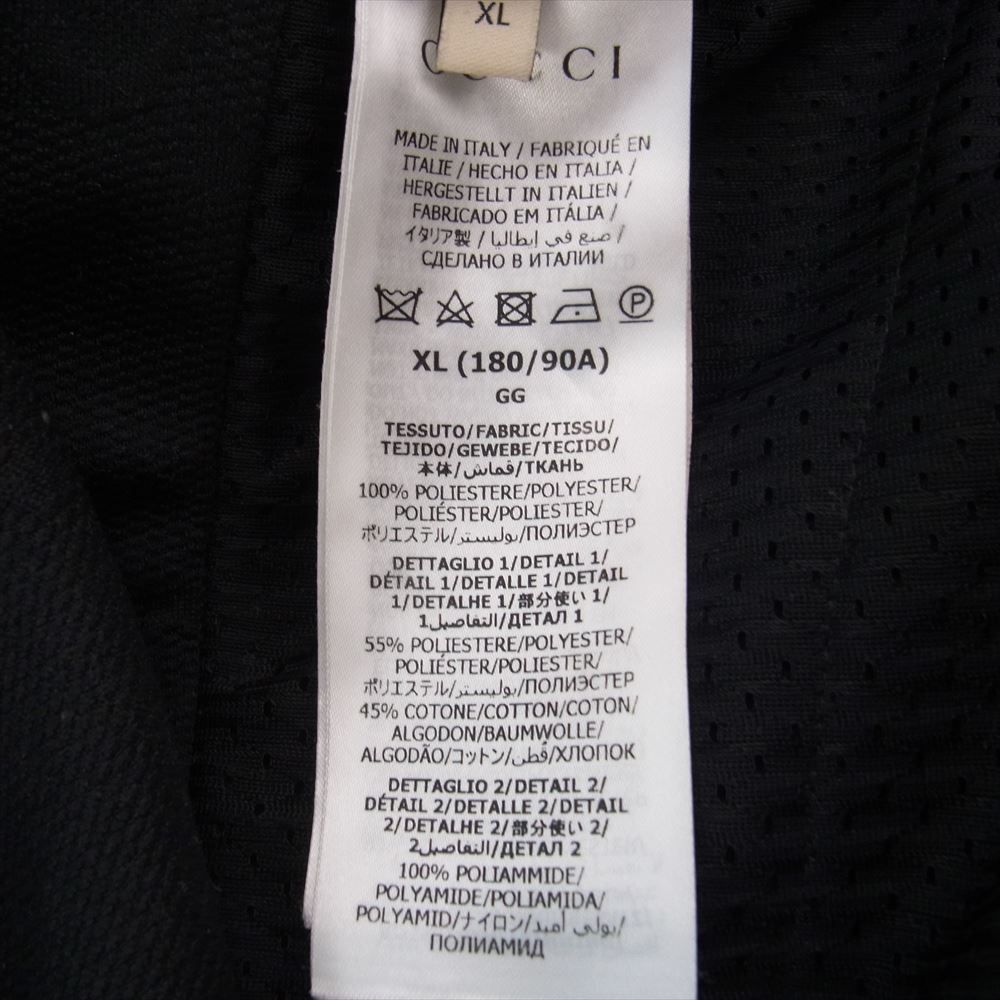 XL
GUCCI
MADE IN ITALY / FABRIQUÉ EN
ITALIE / HECHO EN ITALIA /
HERGESTELLT IN ITALIEN /
FABRICADO EM ITÁLIA /
イタリア製 / صنع في إيطاليا /
СДЕЛАНО В ИТАЛИИ
P
XL (180/90A)
GG
TESSUTO/FABRIC/TISSU/
TEJIDO/GEWEBE/TECIDO/
本体/قماش/ТКАНЬ
100% POLIESTERE/POLYESTER/
POLIÉSTER/POLIESTER/
ポリエステル/بوليستر/ПОЛИЭСТЕР
DETTAGLIO 1/DETAIL 1/
DÉTAIL 1/DETALLE 1/DETAIL
1/DETALHE 1/部分使い 1/
التفاصيل1/ДЕТАЛ 1
55% POLIESTERE/POLYESTER/
POLIÉSTER/POLIESTER/
ポリエステル/بوليستر/ПОЛИЭСТЕР
45% COTONE/COTTON/COTON/
ALGODON/BAUMWOLLE/
ALGODÃO/コットン/قطن/ХЛОПОК
DETTAGLIO 2/DETAIL 2/
DÉTAIL 2/DETALLE 2/DETAIL
2/DETALHE 2/部分使い 2/
التفاصيل2/ДЕТАЛ 2
100% POLIAMMIDE/
POLYAMIDE/POLIAMIDA/
POLYAMID/ナイロン/بولي أميد/
ПОЛИАМИД